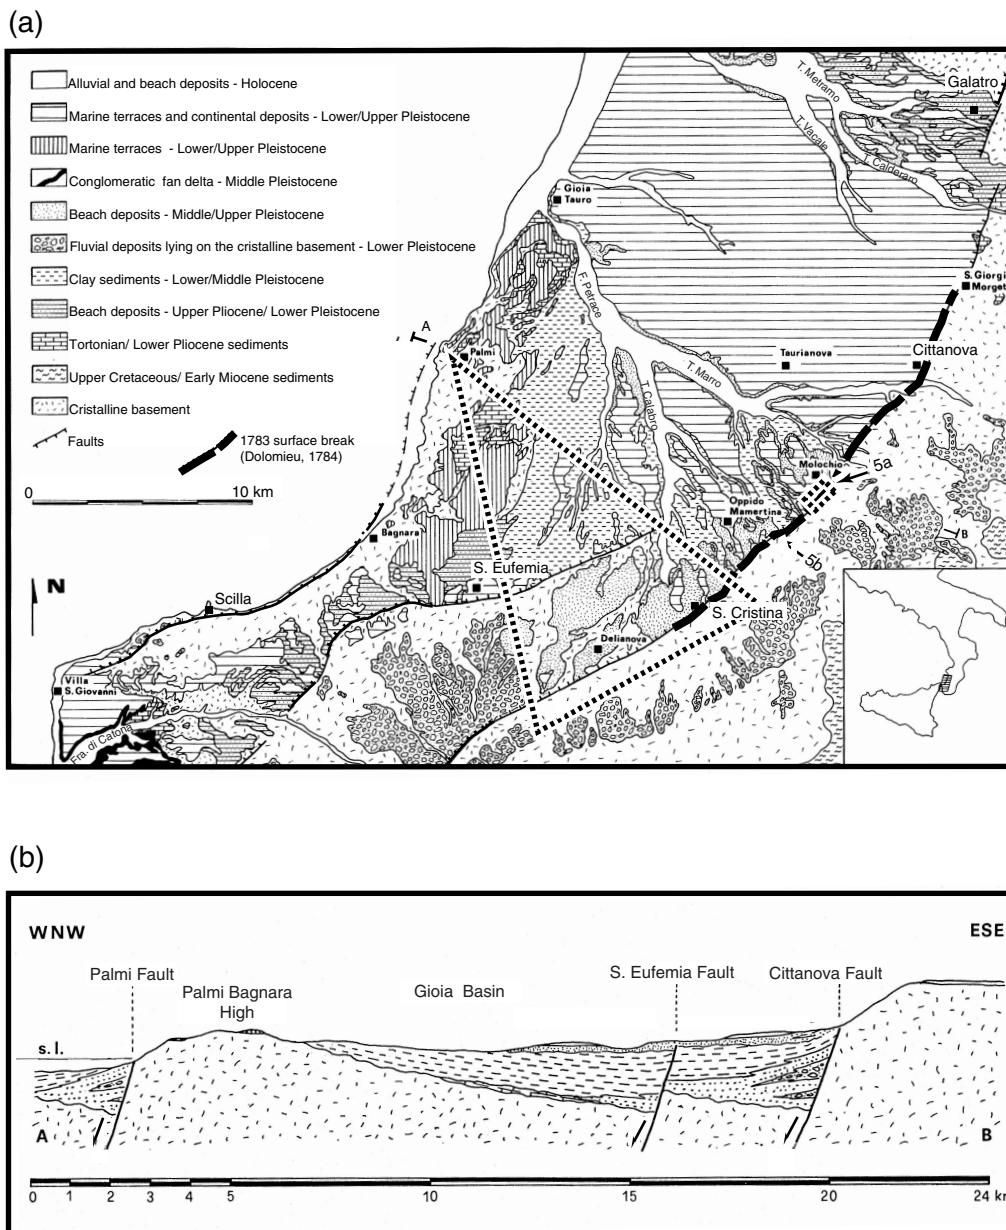 (a)
Alluvial and beach deposits - Holocene
Marine terraces and continental deposits - Lower/Upper Pleistocene
Marine terraces - Lower/Upper Pleistocene
Conglomeratic fan delta - Middle Pleistocene
Beach deposits - Middle/Upper Pleistocene
Fluvial deposits lying on the cristalline basement - Lower Pleistocene
Clay sediments - Lower/Middle Pleistocene
Beach deposits - Upper Pliocene/ Lower Pleistocene
Tortonian/ Lower Pliocene sediments
Upper Cretaceous/ Early Miocene sediments
Cristalline basement
Faults
1783 surface break
(Dolomieu, 1784)
0 10 km
N
T. Metramo
Galatro
T. Vacale
T. Calderaro
Gioia
Tauro
F. Petrace
S. Giorgi
Morget
A
Palmi
Taurianova
Cittanova
T. Marro
T. Calabro
Molochio
5a
Oppido
Mamertina
B
Bagnara
5b
S. Eufemia
Scilla
S. Cristina
Delianova
Villa
S. Giovanni
Fra. di Catona
(b)
WNW ESE
Palmi Fault
Palmi Bagnara
High
Gioia Basin
S. Eufemia Fault
Cittanova Fault
s.l.
A B
0 1 2 3 4 5 10 15 20 24 km